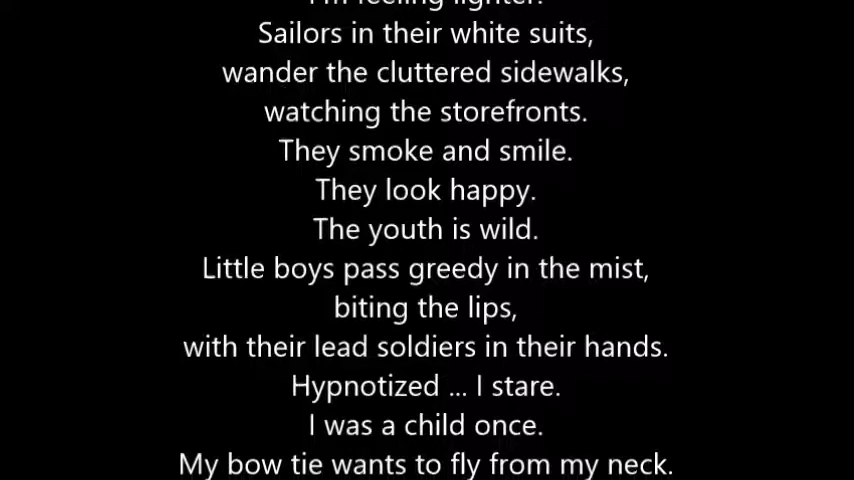 I'm feeling lighter.
Sailors in their white suits,
wander the cluttered sidewalks,
watching the storefronts.
They smoke and smile.
They look happy.
The youth is wild.
Little boys pass greedy in the mist,
biting the lips,
with their lead soldiers in their hands.
Hypnotized ... I stare.
I was a child once.
My bow tie wants to fly from my neck.